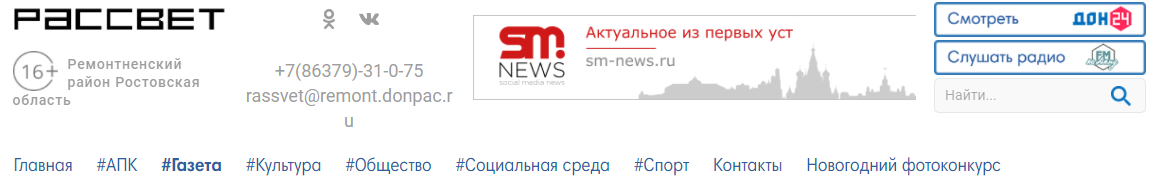 РАССВЕТ
16+
Ремонтненский
район Ростовская
область
+7(86379)-31-0-75
rassvet@remont.donpac.r
u
sm!
NEWS
social media news
Актуальное из первых уст
sm-news.ru
Смотреть ДОН 24
Слушать радио FM
Найти...
Главная #АПК #Газета #Культура #Общество #Социальная среда #Спорт Контакты Новогодний фотоконкурс